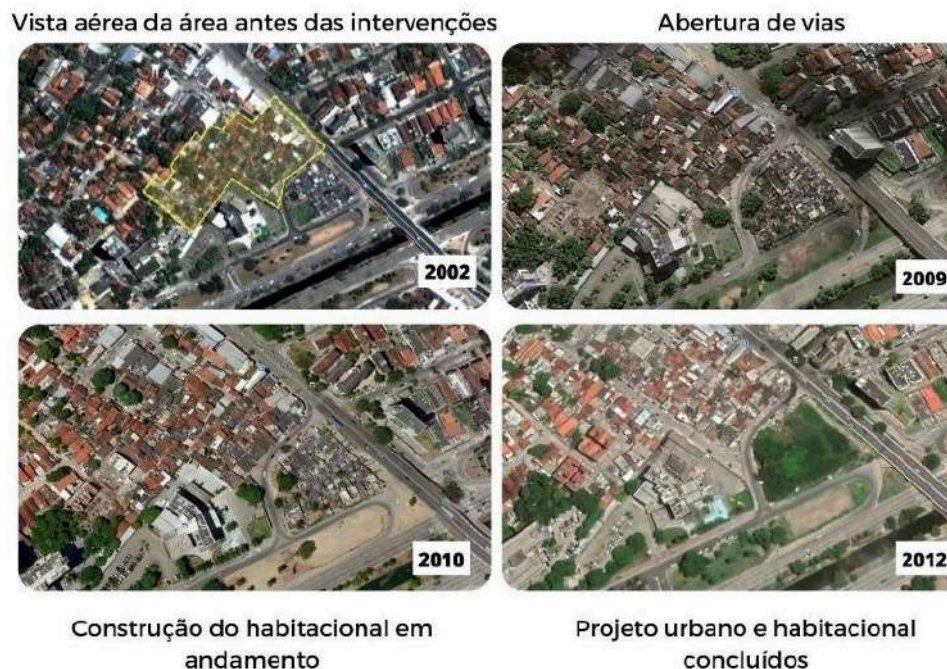 Vista aérea da área antes das intervenções
Abertura de vias
2002
2009
2010
2012
Construção do habitacional em
andamento
Projeto urbano e habitacional
concluídos